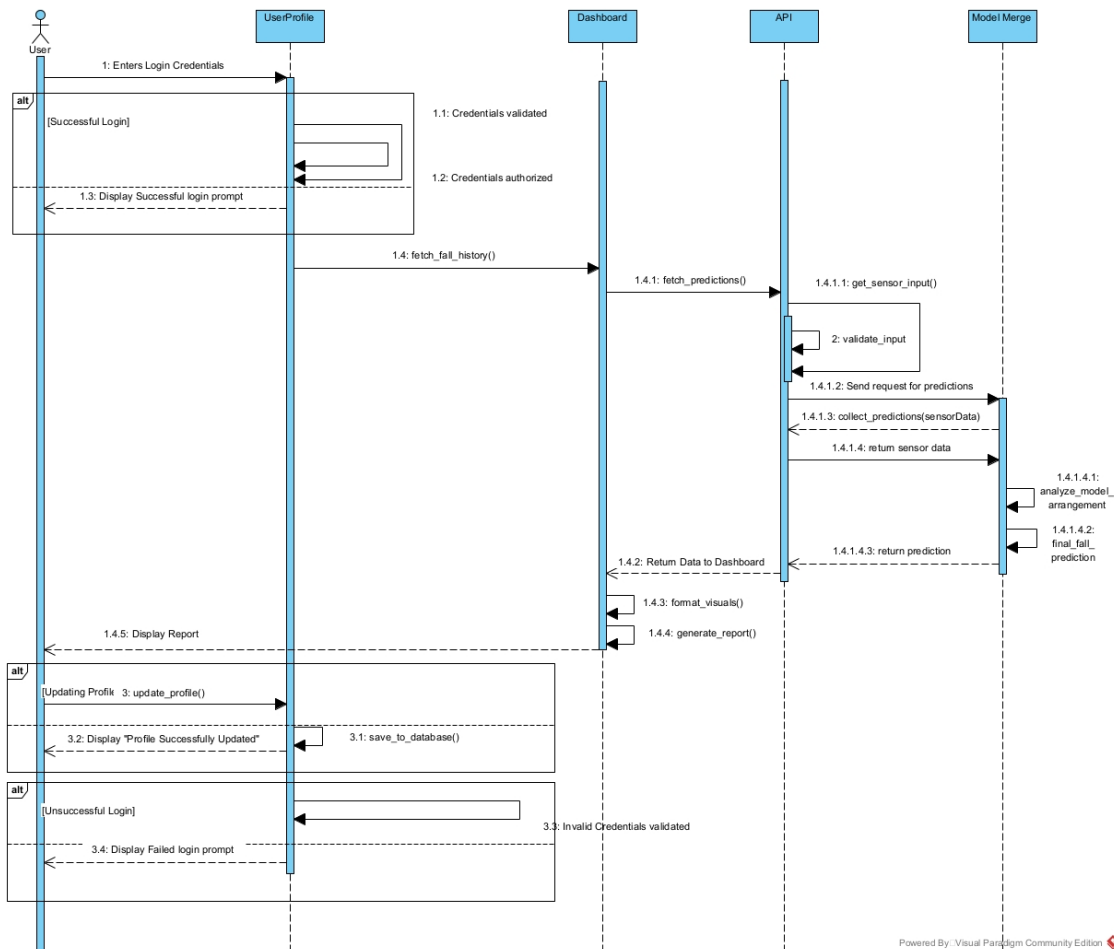 User
UserProfile
Dashboard
API
Model Merge
1: Enters Login Credentials
alt
[Successful Login]
1.1: Credentials validated
1.2: Credentials authorized
1.3: Display Successful login prompt
1.4: fetch_fall_history()
1.4.1: fetch_predictions()
1.4.1.1: get_sensor_input()
2: validate_input
1.4.1.2: Send request for predictions
1.4.1.3: collect_predictions(sensorData)
1.4.1.4: return sensor data
1.4.1.4.1:
analyze_model_
arrangement
1.4.1.4.2:
final_fall_
prediction
1.4.1.4.3: return prediction
1.4.2: Return Data to Dashboard
1.4.3: format_visuals()
1.4.4: generate_report()
1.4.5: Display Report
alt
[Updating Profile
3: update_profile()
3.1: save_to_database()
3.2: Display "Profile Successfully Updated"
alt
[Unsuccessful Login]
3.3: Invalid Credentials validated
3.4: Display Failed login prompt
Powered By Visual Paradigm Community Edition